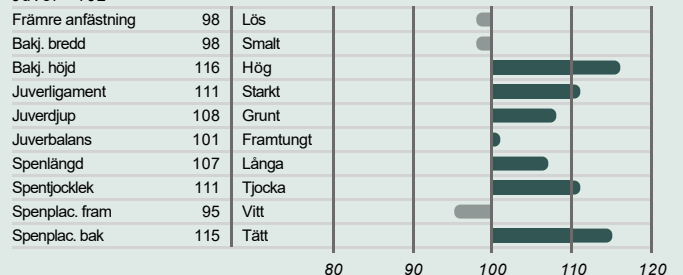 Främre anfästning 98 Lös
Bakj. bredd 98 Smalt
Bakj. höjd 116 Hög
Juverligament 111 Starkt
Juverdjup 108 Grunt
Juverbalans 101 Framtungt
Spenlängd 107 Långa
Spentjocklek 111 Tjocka
Spenplac. fram 95 Vitt
Spenplac. bak 115 Tätt
80 90 100 110 120